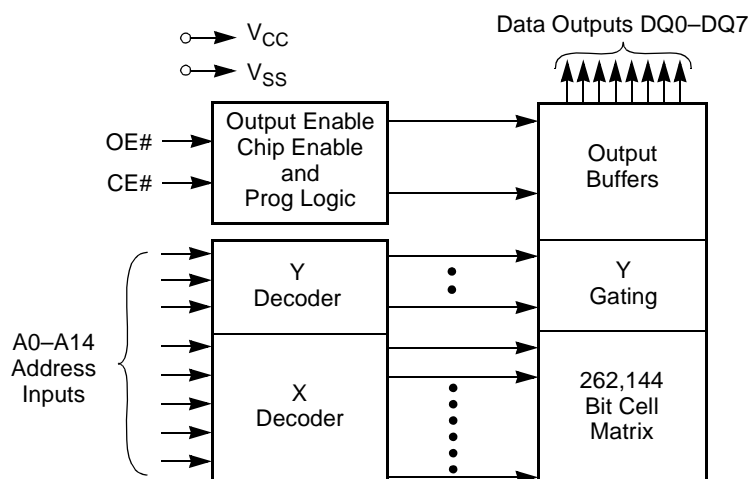 Data Outputs DQ0–DQ7
VCC
VSS
OE#
CE#
Output Enable
Chip Enable
and
Prog Logic
Output
Buffers
Y
Decoder
Y
Gating
A0–A14
Address
Inputs
X
Decoder
262,144
Bit Cell
Matrix